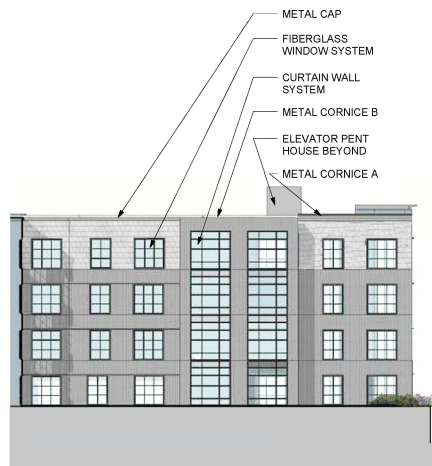 METAL CAP
FIBERGLASS
WINDOW SYSTEM
CURTAIN WALL
SYSTEM
METAL CORNICE B
ELEVATOR PENT
HOUSE BEYOND
METAL CORNICE A